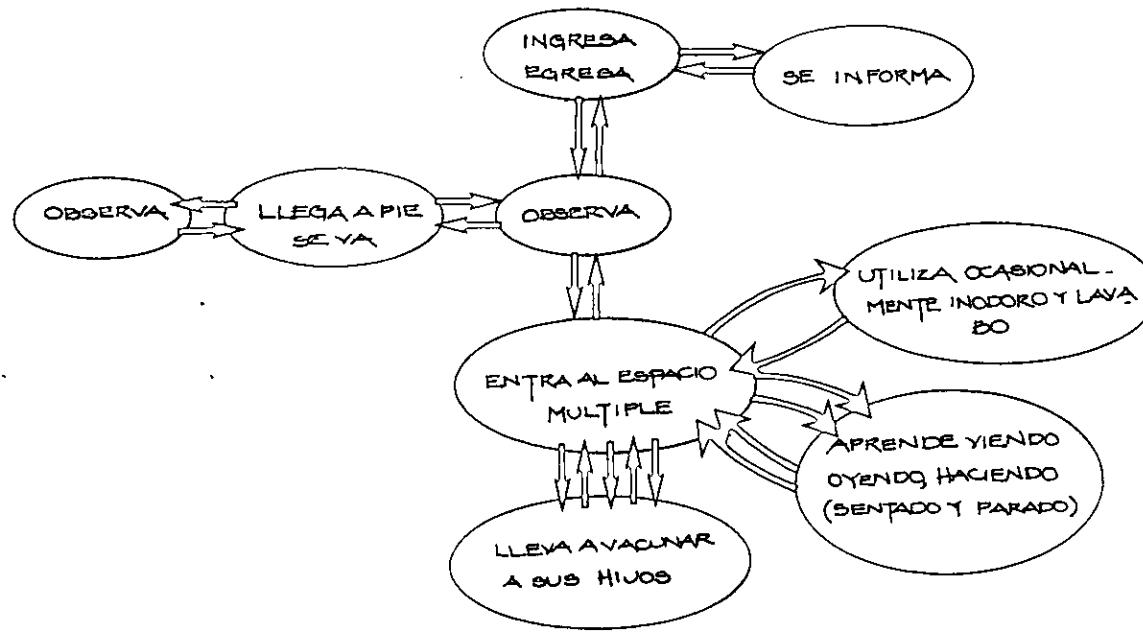 INGRESA
EGRESA
SE INFORMA
OBSERVA
LLEGA A PIE
SE VA
OBSERVA
UTILIZA OCASIONAL-
MENTE INODORO Y LAVA
BO
ENTRA AL ESPACIO
MULTIPLE
APRENDE VIENDO
OYENDO, HACIENDO
(SENTADO Y PARADO)
LLEVA A VACUNAR
A SUS HIJOS